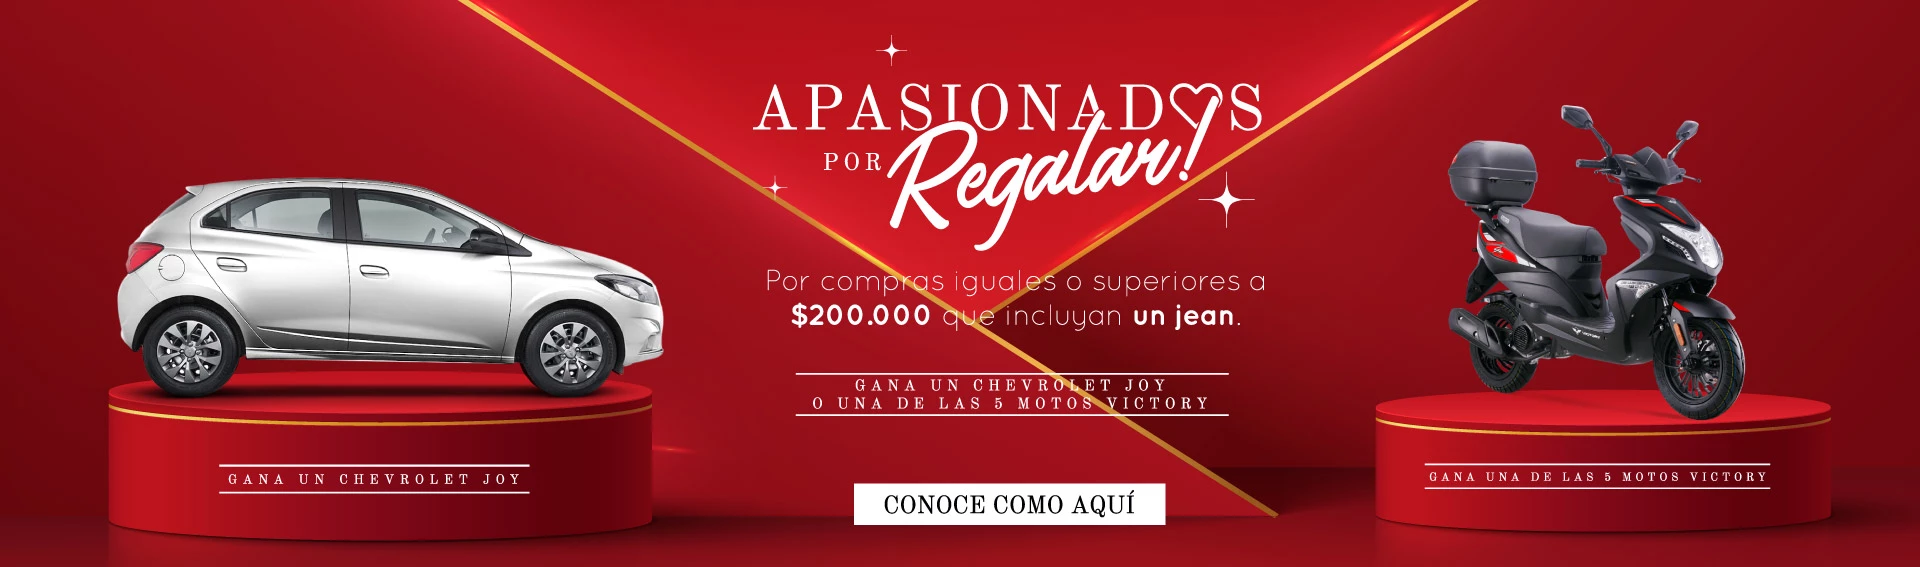 APASIONADOS
POR Regalar!
Por compras iguales o superiores a
$200.000 que incluyan un jean.
GANA UN CHEVROLET JOY
O UNA DE LAS 5 MOTOS VICTORY
CONOCE COMO AQUÍ
GANA UN CHEVROLET JOY
GANA UNA DE LAS 5 MOTOS VICTORY